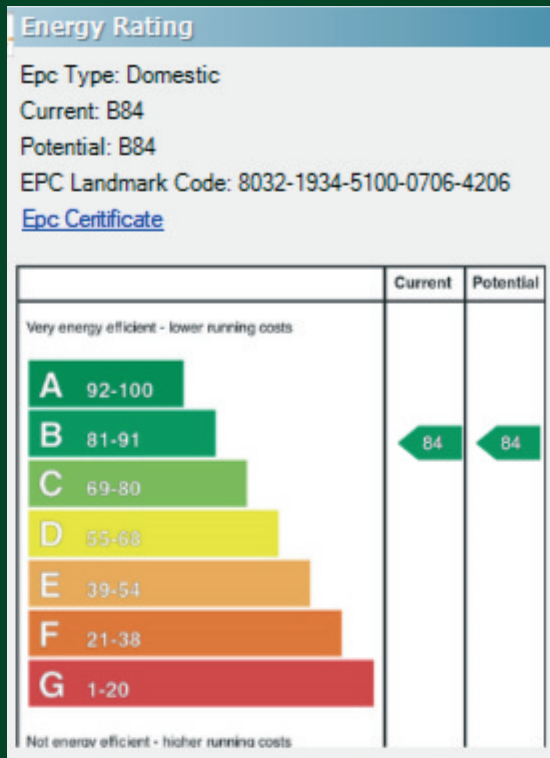 Energy Rating
Epc Type: Domestic
Current: B84
Potential: B84
EPC Landmark Code: 8032-1934-5100-0706-4206
Epc Ceritificate
Current Potential
Very energy efficient - lower running costs
A 92-100
B 81-91 84 84
C 69-80
D 55-68
E 39-54
F 21-38
G 1-20
Not energy efficient - higher running costs